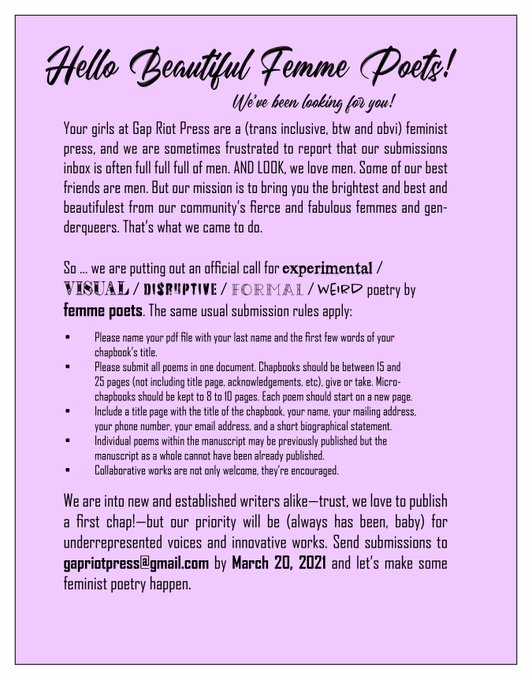 Hello Beautiful Femme Poets!
We've been looking for you!
Your girls at Gap Riot Press are a (trans inclusive, btw and obvi) feminist
press, and we are sometimes frustrated to report that our submissions
inbox is often full full full of men. AND LOOK, we love men. Some of our best
friends are men. But our mission is to bring you the brightest and best and
beautifulest from our community's fierce and fabulous femmes and gen-
derqueers. That's what we came to do.
So ... we are putting out an official call for experimental /
VISUAL / DISRUPTIVE / FORMAL / WEIRD poetry by
femme poets. The same usual submission rules apply:
▪ Please name your pdf file with your last name and the first few words of your
chapbook's title.
▪ Please submit all poems in one document. Chapbooks should be between 15 and
25 pages (not including title page, acknowledgements, etc), give or take. Micro-
chapbooks should be kept to 8 to 10 pages. Each poem should start on a new page.
▪ Include a title page with the title of the chapbook, your name, your mailing address,
your phone number, your email address, and a short biographical statement.
▪ Individual poems within the manuscript may be previously published but the
manuscript as a whole cannot have been already published.
▪ Collaborative works are not only welcome, they're encouraged.
We are into new and established writers alike—trust, we love to publish
a first chap!—but our priority will be (always has been, baby) for
underrepresented voices and innovative works. Send submissions to
gapriotpress@gmail.com by March 20, 2021 and let's make some
feminist poetry happen.